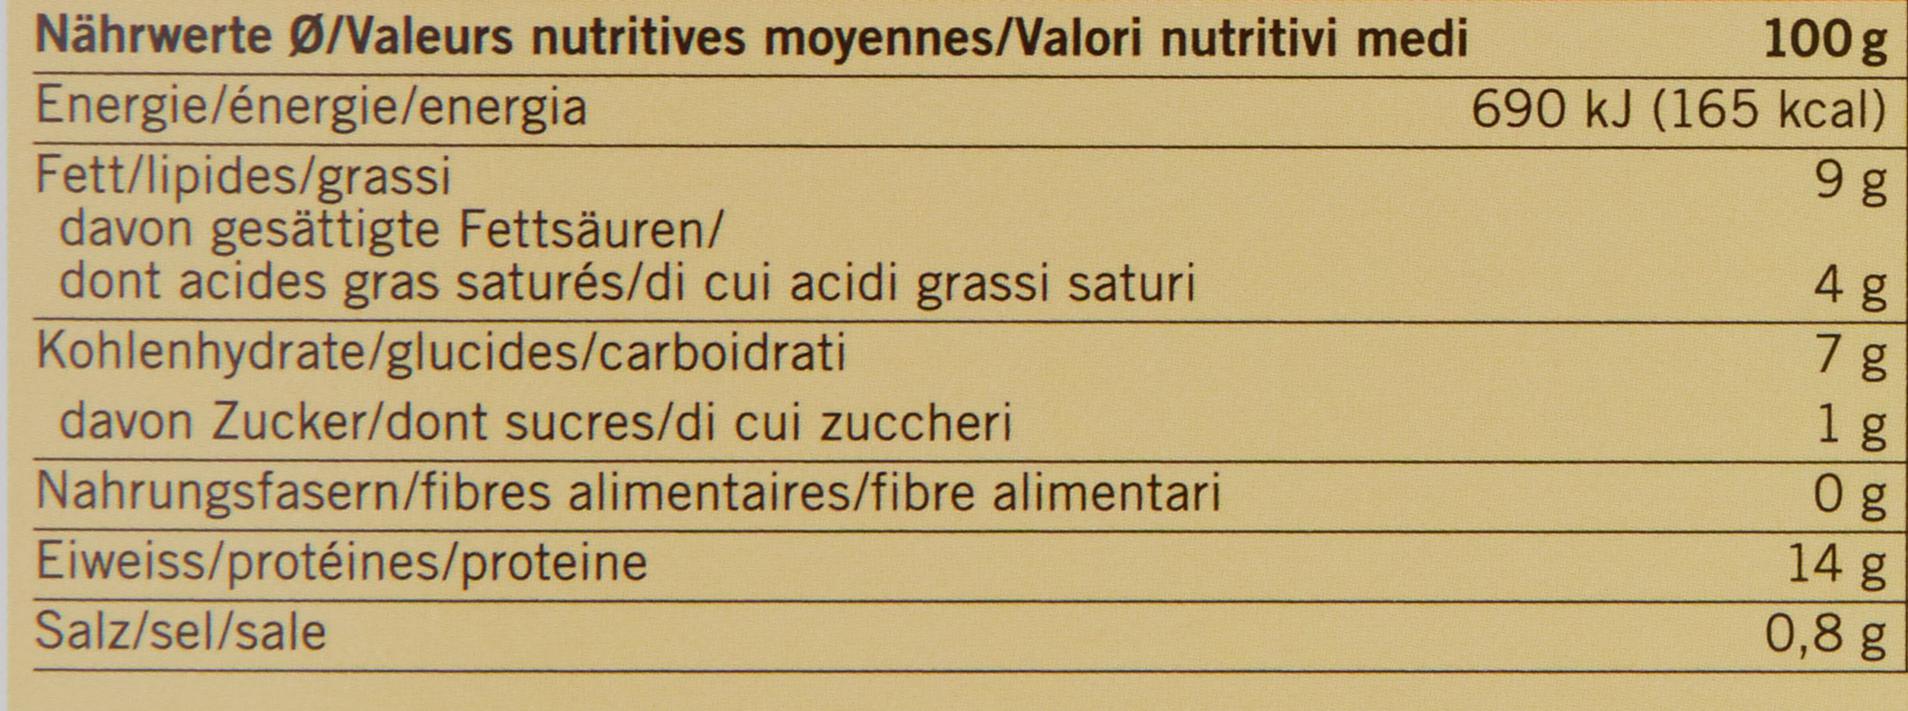 Nährwerte Ø/Valeurs nutritives moyennes/Valori nutritivi medi 100 g
Energie/énergie/energia 690 kJ (165 kcal)
Fett/lipides/grassi 9 g
davon gesättigte Fettsäuren/
dont acides gras saturés/di cui acidi grassi saturi 4 g
Kohlenhydrate/glucides/carboidrati 7 g
davon Zucker/dont sucres/di cui zuccheri 1 g
Nahrungsfasern/fibres alimentaires/fibre alimentari 0 g
Eiweiss/protéines/proteine 14 g
Salz/sel/sale 0,8 g